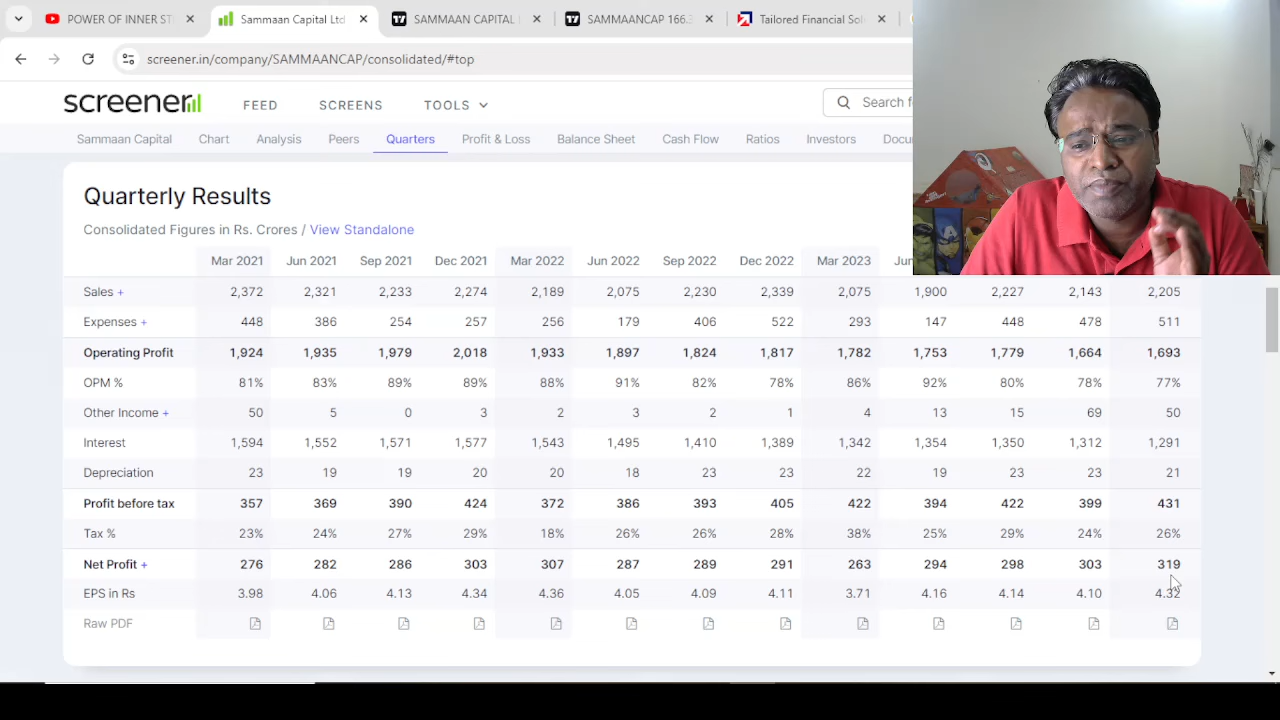 POWER OF INNER ST
Sammaan Capital Ltd
SAMMAAN CAPITAL
SAMMAANCAP 166.
Tailored Financial Sol
screener.in/company/SAMMAANCAP/consolidated/#top
screener FEED SCREENS TOOLS Search f
Sammaan Capital Chart Analysis Peers Quarters Profit & Loss Balance Sheet Cash Flow Ratios Investors Docu
Quarterly Results
Consolidated Figures in Rs. Crores / View Standalone
Mar 2021 Jun 2021 Sep 2021 Dec 2021 Mar 2022 Jun 2022 Sep 2022 Dec 2022 Mar 2023
Sales + 2,372 2,321 2,233 2,274 2,189 2,075 2,230 2,339 2,075 1,900 2,227 2,143 2,205
Expenses + 448 386 254 257 256 179 406 522 293 147 448 478 511
Operating Profit 1,924 1,935 1,979 2,018 1,933 1,897 1,824 1,817 1,782 1,753 1,779 1,664 1,693
OPM % 81% 83% 89% 89% 88% 91% 82% 78% 86% 92% 80% 78% 77%
Other Income + 50 5 0 3 2 3 2 1 4 13 15 69 50
Interest 1,594 1,552 1,571 1,577 1,543 1,495 1,410 1,389 1,342 1,354 1,350 1,312 1,291
Depreciation 23 19 19 20 20 18 23 23 22 19 23 23 21
Profit before tax 357 369 390 424 372 386 393 405 422 394 422 399 431
Tax % 23% 24% 27% 29% 18% 26% 26% 28% 38% 25% 29% 24% 26%
Net Profit + 276 282 286 303 307 287 289 291 263 294 298 303 319
EPS in Rs 3.98 4.06 4.13 4.34 4.36 4.05 4.09 4.11 3.71 4.16 4.14 4.10 4.32
Raw PDF